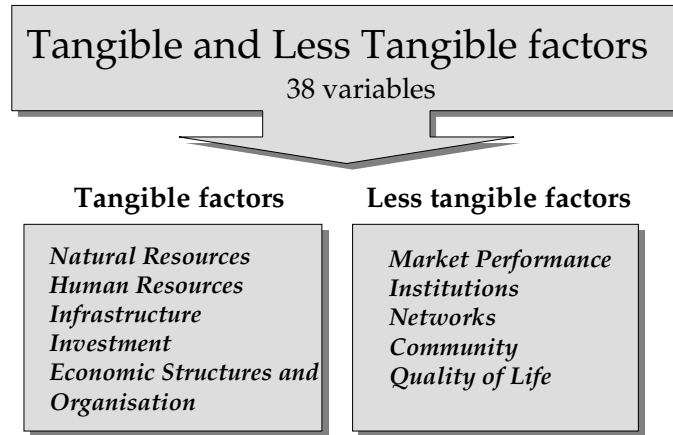 Tangible and Less Tangible factors
38 variables
Tangible factors
Natural Resources
Human Resources
Infrastructure
Investment
Economic Structures and
Organisation
Less tangible factors
Market Performance
Institutions
Networks
Community
Quality of Life